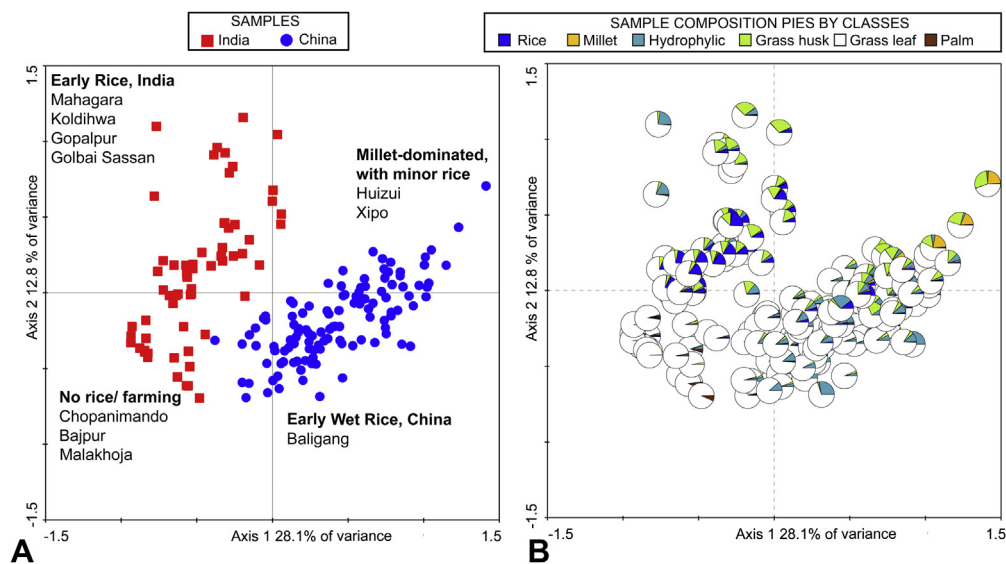 SAMPLES
India China
SAMPLE COMPOSITION PIES BY CLASSES
Rice Millet Hydrophylic Grass husk Grass leaf Palm
1.5
Early Rice, India
Mahagara
Koldihwa
Gopalpur
Golbai Sassan
Millet-dominated,
with minor rice
Huizui
Xipo
Axis 2 12.8 % of variance
No rice/ farming
Chopanimando
Bajpur
Malakhoja
Early Wet Rice, China
Baligang
-1.5
-1.5
Axis 1 28.1% of variance
1.5
A
1.5
Axis 2 12.8 % of variance
-1.5
-1.5
Axis 1 28.1% of variance
1.5
B